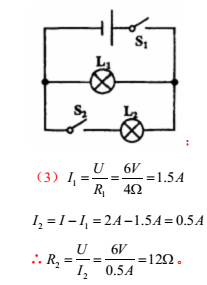 S₁
L₁
S₂ L₂
;
(3) I₁ = U/R₁ = 6V/4Ω = 1.5A
I₂ = I − I₁ = 2A − 1.5A = 0.5A
∴ R₂ = U/I₂ = 6V/0.5A = 12Ω 。